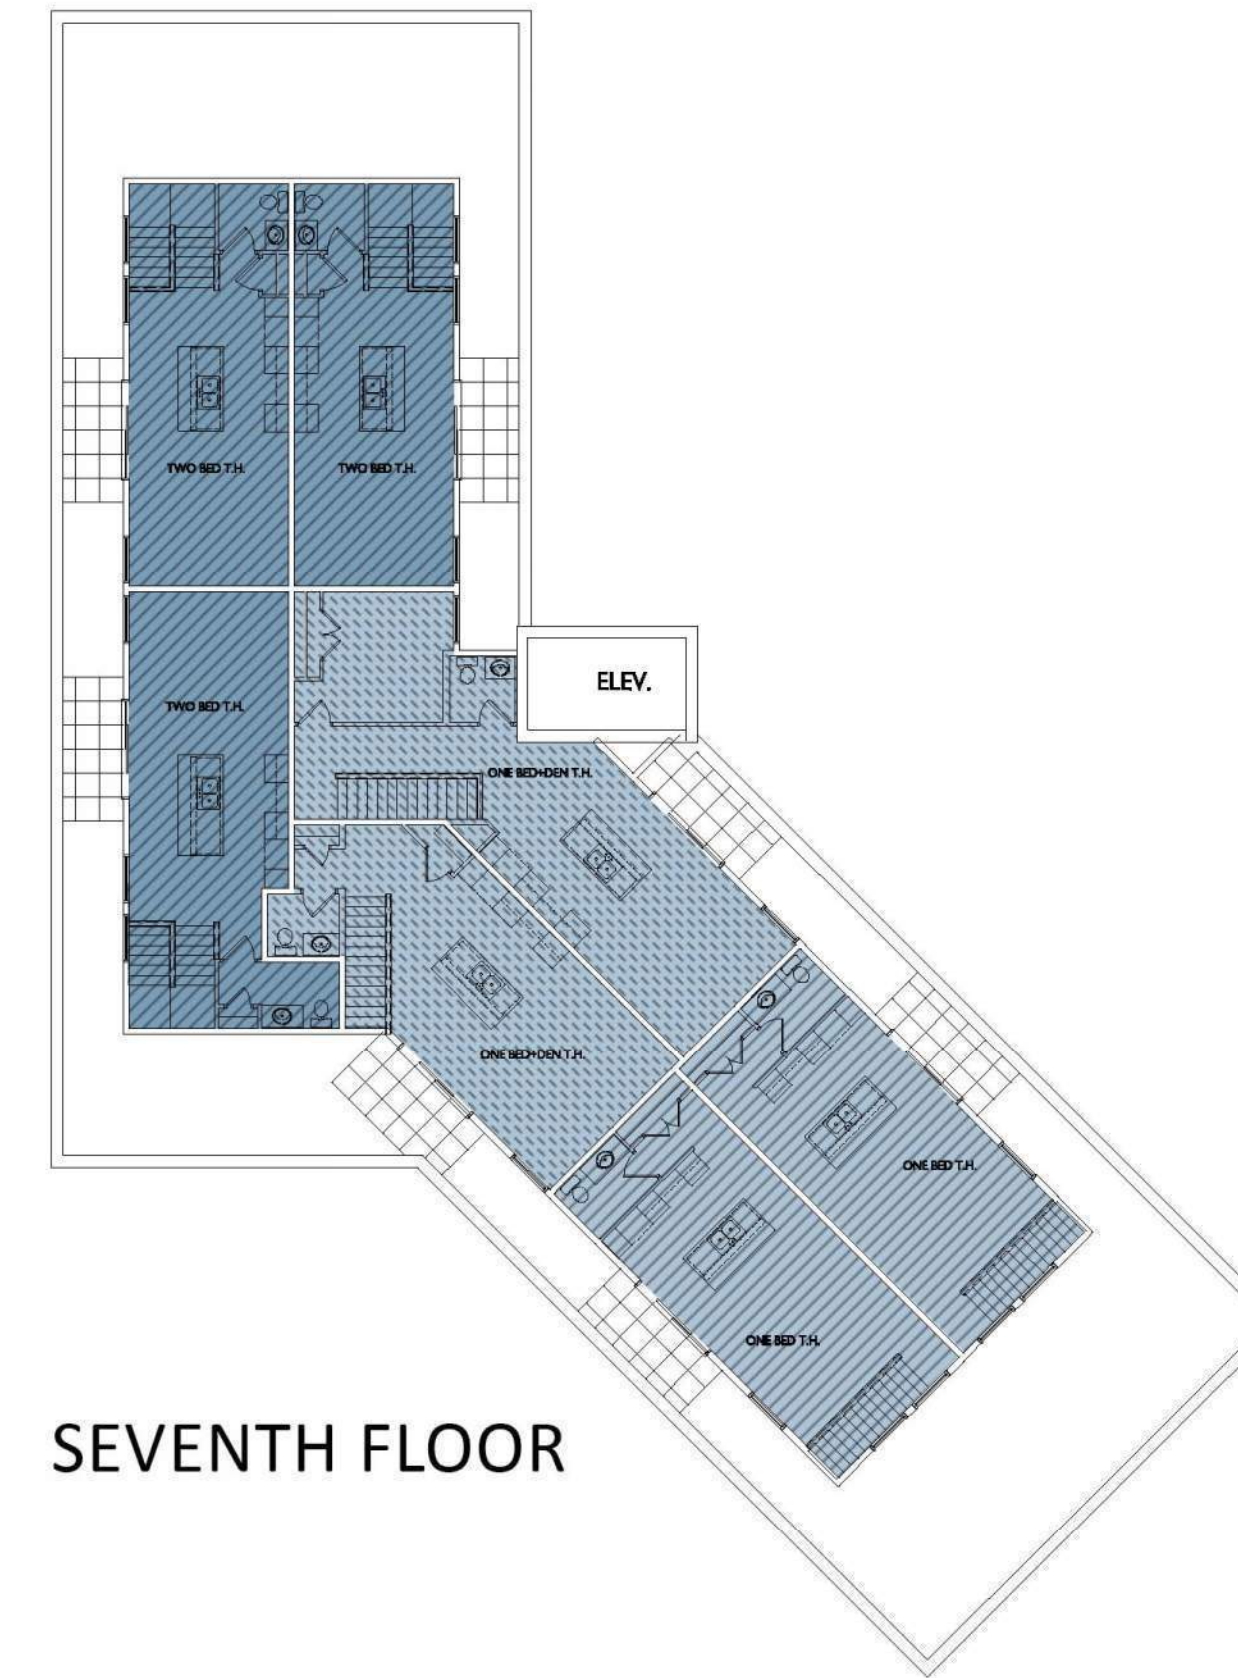 TWO BED T.H.
TWO BED T.H.
ELEV.
TWO BED T.H.
ONE BED+DEN T.H.
ONE BED+DEN T.H.
ONE BED T.H.
ONE BED T.H.
SEVENTH FLOOR